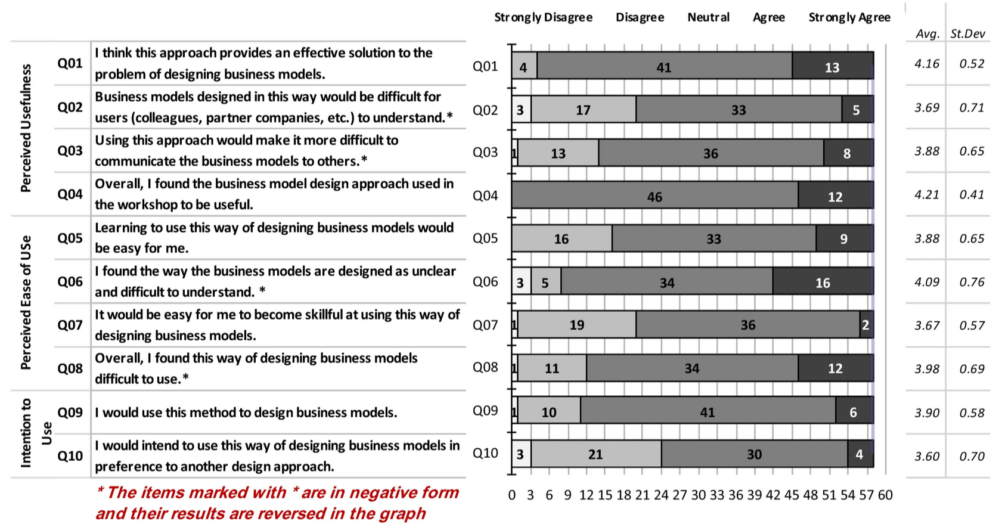 Strongly Disagree Disagree Neutral Agree Strongly Agree
Avg. St.Dev
Perceived Usefulness
Q01 I think this approach provides an effective solution to the
problem of designing business models.
Q01 4 41 13 4.16 0.52
Q02 Business models designed in this way would be difficult for
users (colleagues, partner companies, etc.) to understand.*
Q02 3 17 33 5 3.69 0.71
Q03 Using this approach would make it more difficult to
communicate the business models to others.*
Q03 1 13 36 8 3.88 0.65
Q04 Overall, I found the business model design approach used in
the workshop to be useful.
Q04 46 12 4.21 0.41
Perceived Ease of USe
Q05 Learning to use this way of designing business models would
be easy for me.
Q05 16 33 9 3.88 0.65
Q06 I found the way the business models are designed as unclear
and difficult to understand. *
Q06 3 5 34 16 4.09 0.76
Q07 It would be easy for me to become skillful at using this way of
designing business models.
Q07 1 19 36 2 3.67 0.57
Q08 Overall, I found this way of designing business models
difficult to use.*
Q08 1 11 34 12 3.98 0.69
Intention to
Use
Q09 I would use this method to design business models.
Q09 1 10 41 6 3.90 0.58
Q10 I would intend to use this way of designing business models in
preference to another design approach.
Q10 3 21 30 4 3.60 0.70
0 3 6 9 12 15 18 21 24 27 30 33 36 39 42 45 48 51 54 57 60
* The items marked with * are in negative form
and their results are reversed in the graph